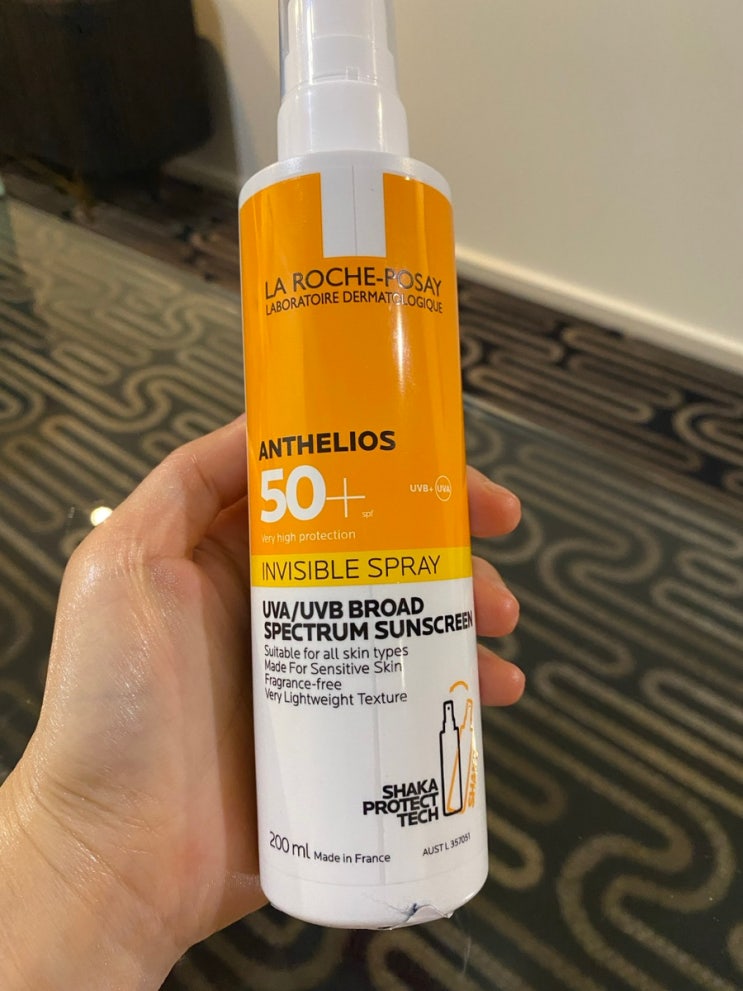 LA ROCHE-POSAY
LABORATOIRE DERMATOLOGIQUE
ANTHELIOS
50+
spf
UVB+ UVA
Very high protection
INVISIBLE SPRAY
UVA/UVB BROAD
SPECTRUM SUNSCREEN
Suitable for all skin types
Made For Sensitive Skin
Fragrance-free
Very Lightweight Texture
SHAKA
PROTECT
TECH
SHAKA
200 ml Made in France
AUST L 357051